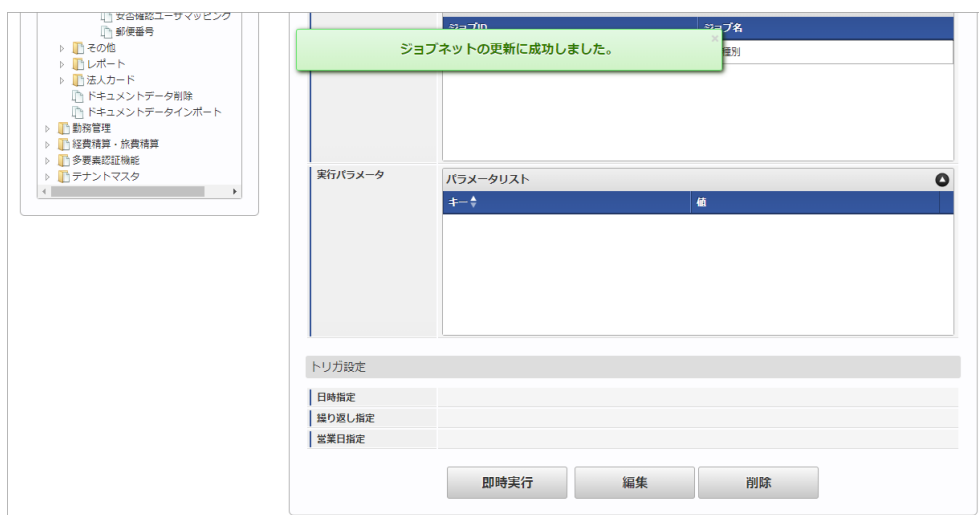 安否確認ユーザマッピング
郵便番号
その他
レポート
法人カード
ドキュメントデータ削除
ドキュメントデータインポート
勤務管理
経費精算・旅費精算
多要素認証機能
テナントマスタ
ジョブID
ジョブ名
ジョブネットの更新に成功しました。
×
種別
実行パラメータ
パラメータリスト
キー
値
トリガ設定
日時指定
繰り返し指定
営業日指定
即時実行
編集
削除